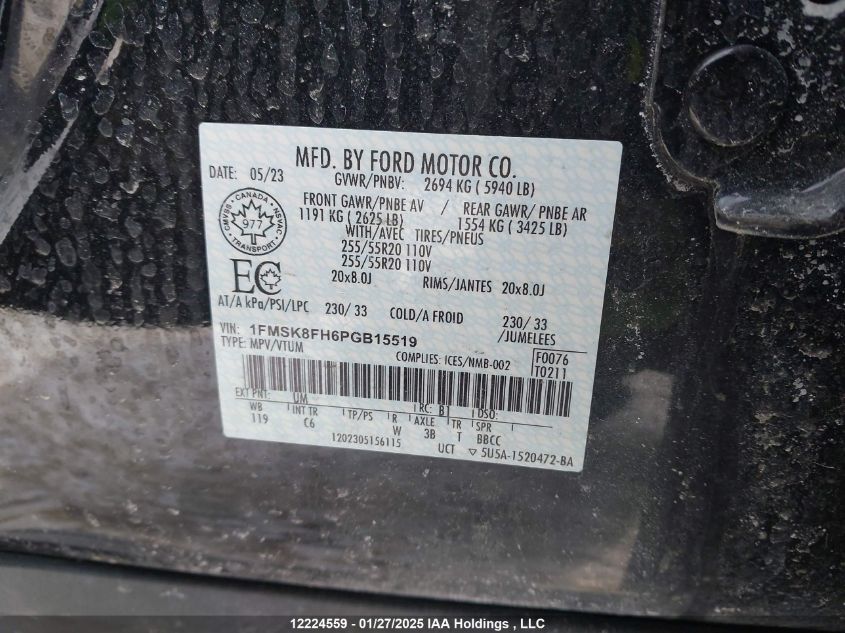 MFD. BY FORD MOTOR CO.
DATE: 05/23
GVWR/PNBV: 2694 KG ( 5940 LB)
FRONT GAWR/PNBE AV / REAR GAWR/ PNBE AR
1191 KG ( 2625 LB) 1554 KG ( 3425 LB)
WITH/AVEC TIRES/PNEUS
255/55R20 110V
255/55R20 110V
20x8.0J RIMS/JANTES 20x8.0J
CANADA
977
TRANSPORT
EC
AT/A kPa/PSI/LPC 230/ 33 COLD/A FROID 230/ 33
/JUMELEES
VIN: 1FMSK8FH6PGB15519
TYPE: MPV/VTUM
COMPLIES: ICES/NMB-002
F0076
T0211
EXT PNT: UM RC: B1 DSO:
WB INT TR TP/PS R AXLE TR SPR
119 C6 W 3B T BBCC
1202305156115
UCT ▽ 5U5A-1520472-BA
12224559 - 01/27/2025 IAA Holdings , LLC